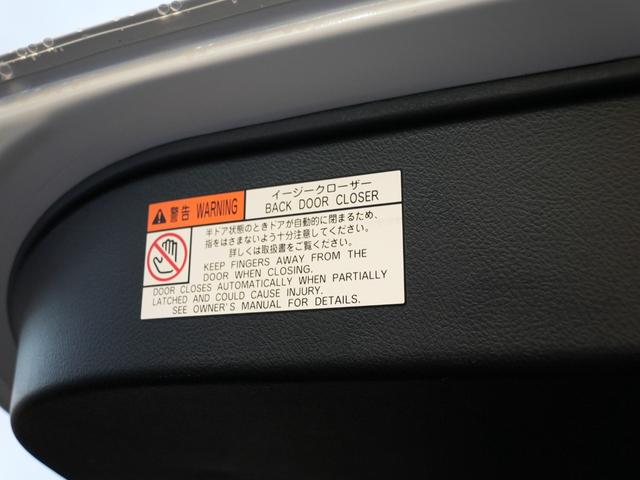 警告 WARNING
イージークローザー
BACK DOOR CLOSER
半ドア状態のときドアが自動的に閉まるため、
指をはさまないよう十分注意してください。
詳しくは取扱書をご覧ください。
KEEP FINGERS AWAY FROM THE
DOOR WHEN CLOSING.
DOOR CLOSES AUTOMATICALLY WHEN PARTIALLY
LATCHED AND COULD CAUSE INJURY.
SEE OWNER'S MANUAL FOR DETAILS.